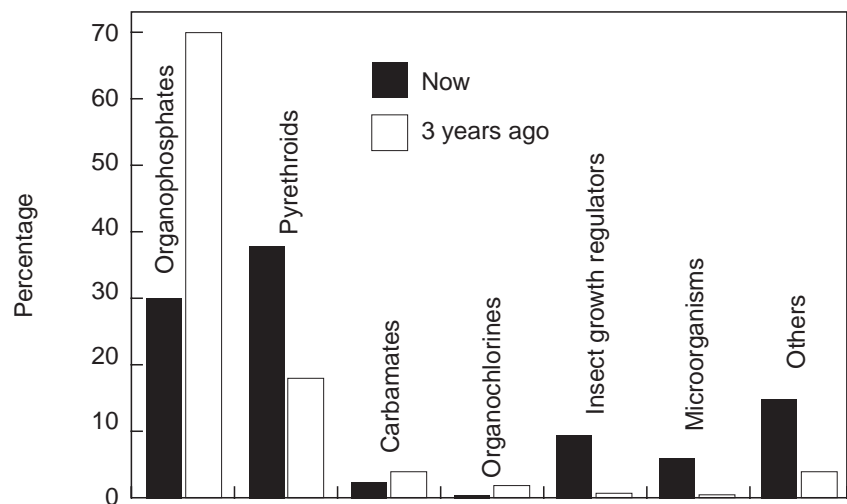 Percentage
70
60
50
40
30
20
10
0
Now
3 years ago
Organophosphates
Pyrethroids
Carbamates
Organochlorines
Insect growth regulators
Microorganisms
Others